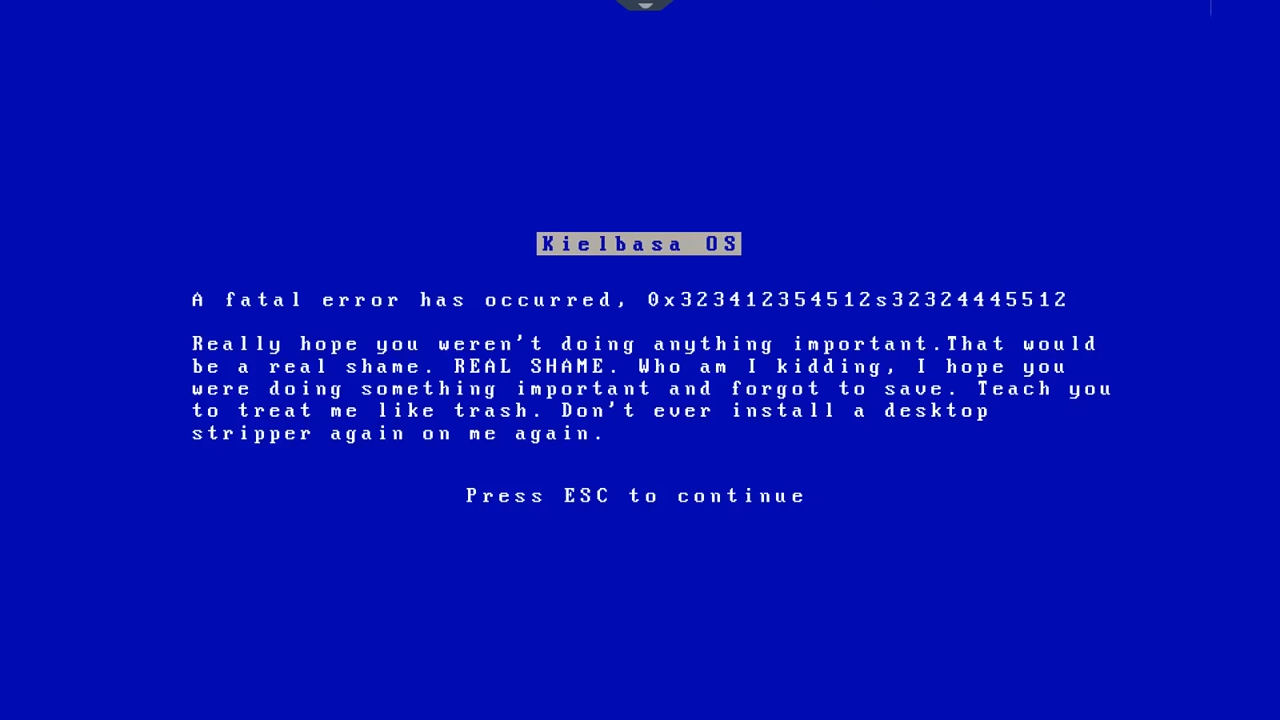 Kielbasa OS
A fatal error has occurred, 0x323412354512s32324445512
Really hope you weren't doing anything important.That would
be a real shame. REAL SHAME. Who am I kidding, I hope you
were doing something important and forgot to save. Teach you
to treat me like trash. Don't ever install a desktop
stripper again on me again.
Press ESC to continue